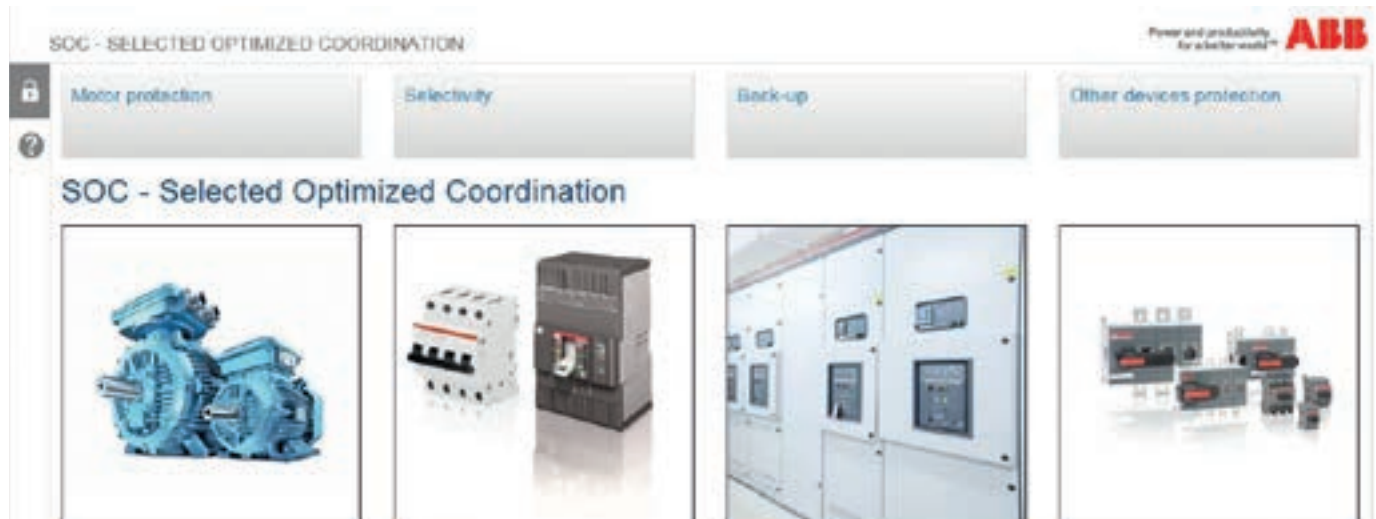 SOC - SELECTED OPTIMIZED COORDINATION
Power and productivity
for a better world™
ABB
Motor protection
Selectivity
Back-up
Other devices protection
SOC - Selected Optimized Coordination